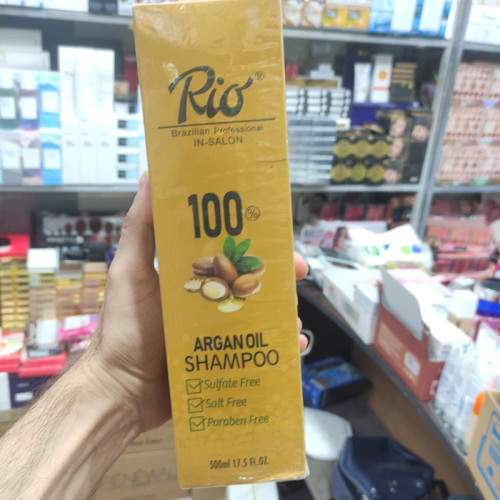 Rio®
Brazilian Professional
IN-SALON
100%
ARGAN OIL
SHAMPOO
Sulfate Free
Salt Free
Paraben Free
500ml 17.5 FL.OZ.